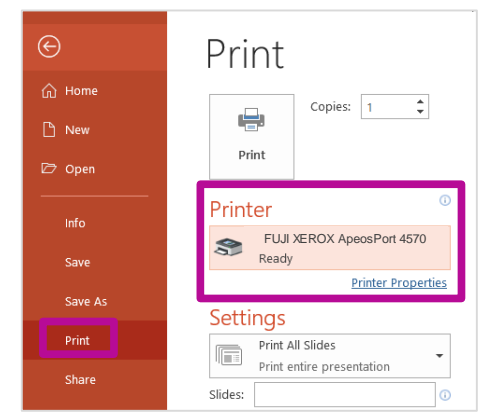 Print
Home
New
Open
Info
Save
Save As
Print
Share
Copies: 1
Print
Printer
FUJI XEROX ApeosPort 4570
Ready
Printer Properties
Settings
Print All Slides
Print entire presentation
Slides: